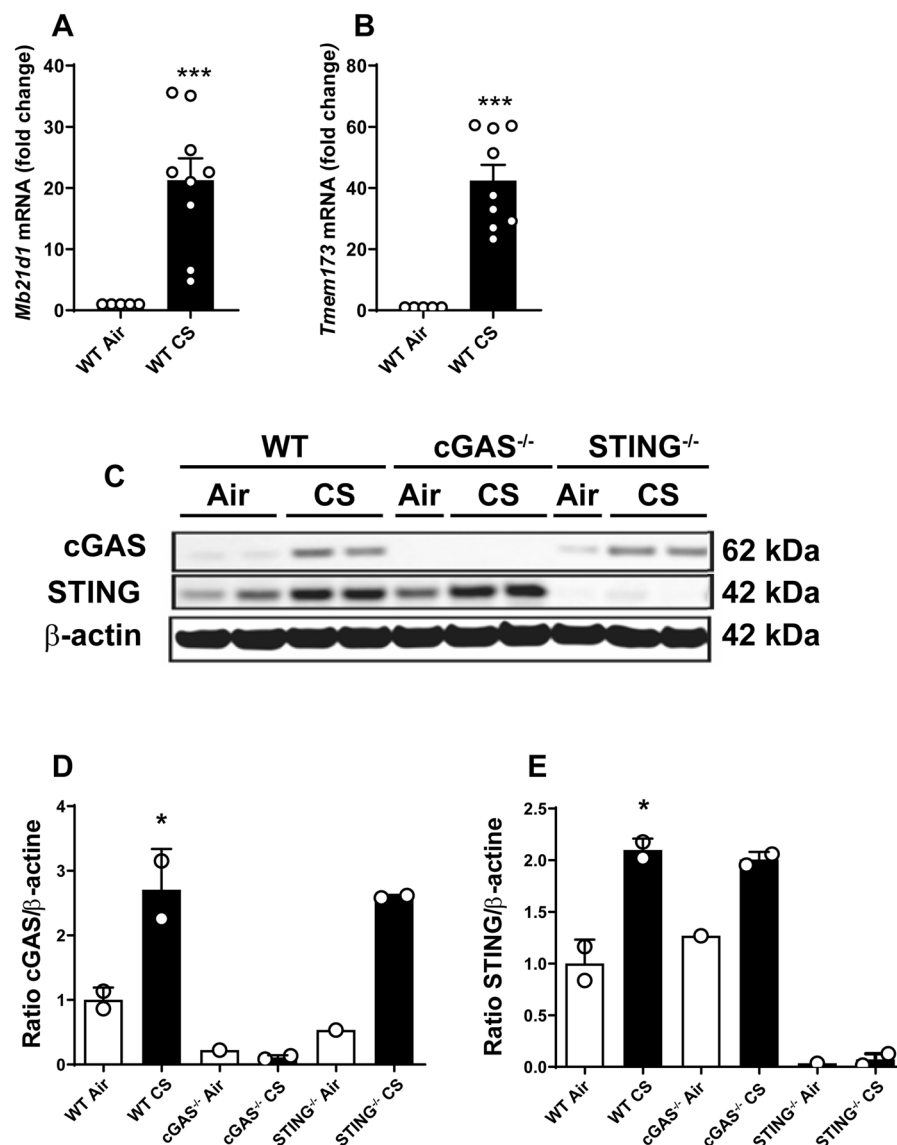 A
Mb21d1 mRNA (fold change)
40
30
20
10
0
***
WT Air
WT CS
B
Tmem173 mRNA (fold change)
80
60
40
20
0
***
WT Air
WT CS
C
WT
cGAS-/-
STING-/-
Air
CS
Air
CS
Air
CS
cGAS
62 kDa
STING
42 kDa
β-actin
42 kDa
D
Ratio cGAS/β-actine
4
3
2
1
0
*
WT Air
WT CS
cGAS-/- Air
cGAS-/- CS
STING-/- Air
STING-/- CS
E
Ratio STING/β-actine
2.5
2.0
1.5
1.0
0.5
0.0
*
WT Air
WT CS
cGAS-/- Air
cGAS-/- CS
STING-/- Air
STING-/- CS